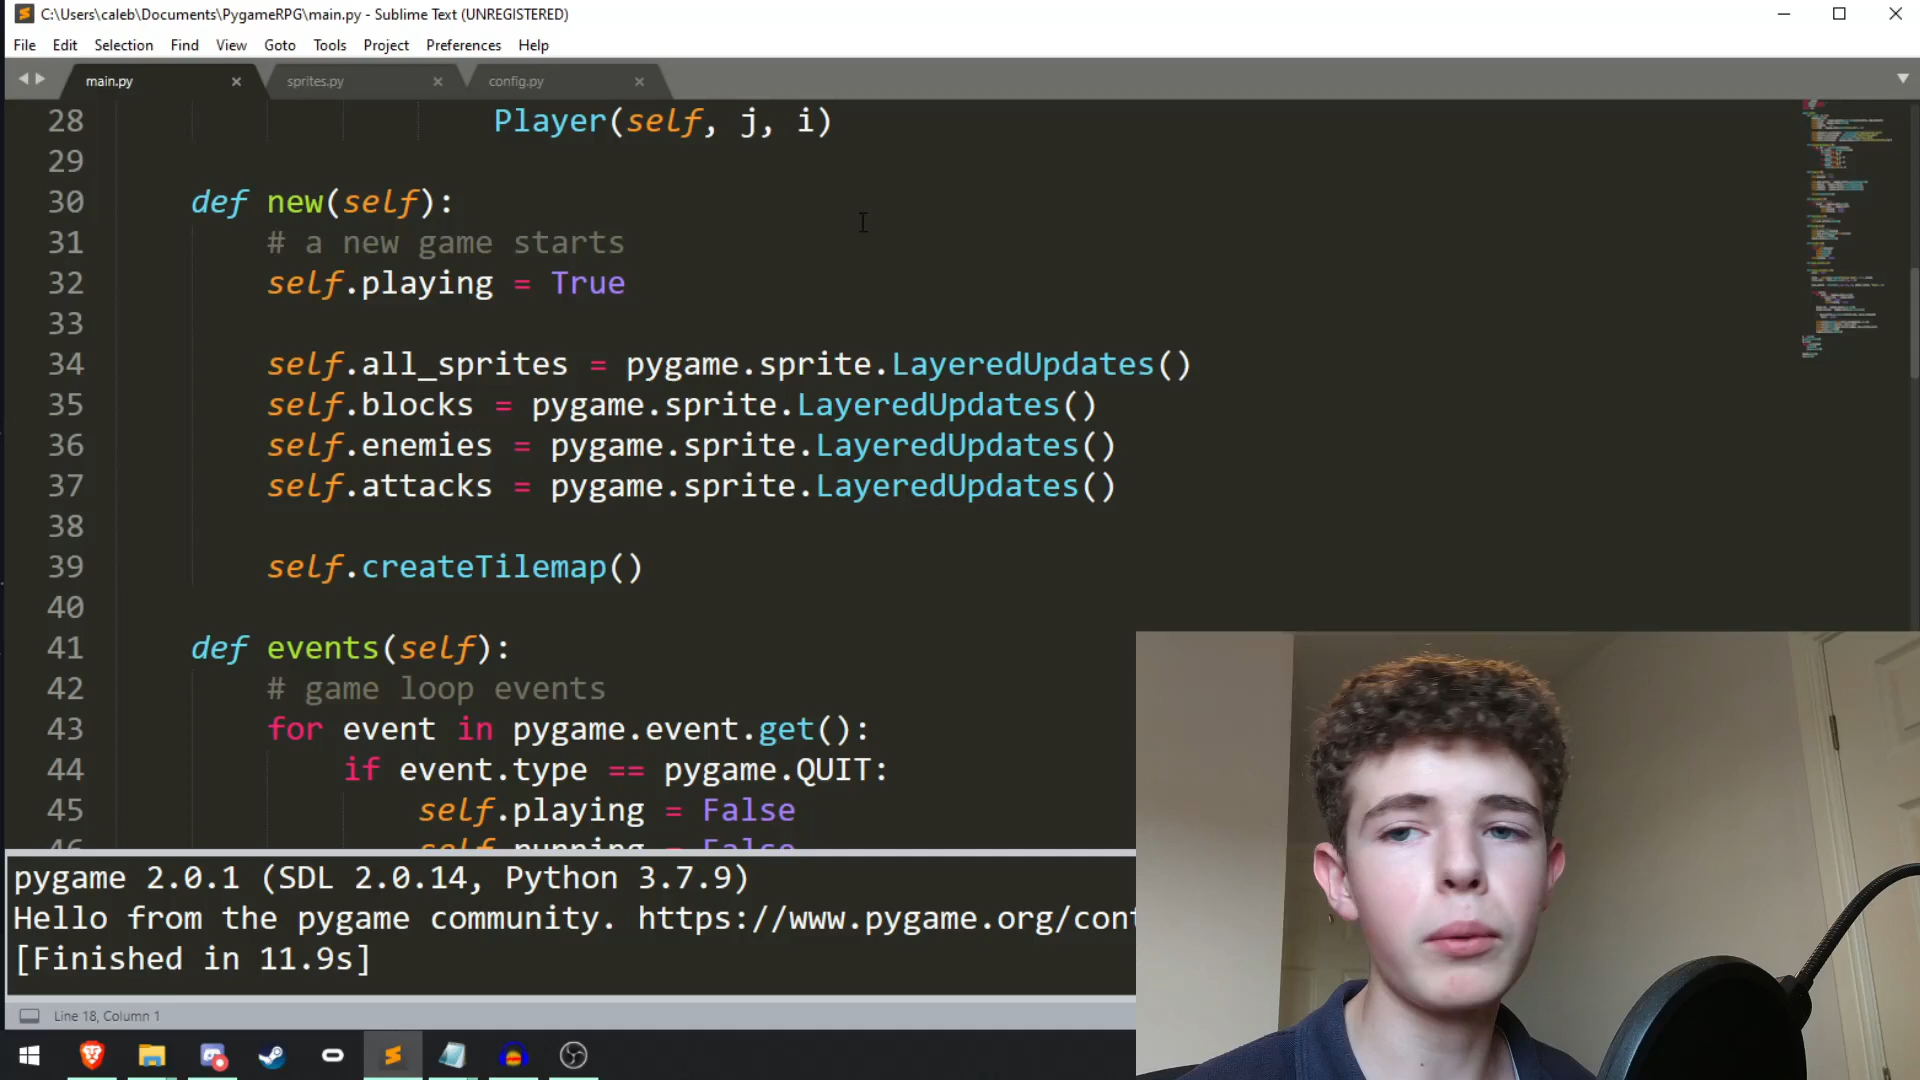 C:\Users\caleb\Documents\PygameRPG\main.py - Sublime Text (UNREGISTERED)
File Edit Selection Find View Goto Tools Project Preferences Help
main.py sprites.py config.py
28 Player(self, j, i)
29
30 def new(self):
31 # a new game starts
32 self.playing = True
33
34 self.all_sprites = pygame.sprite.LayeredUpdates()
35 self.blocks = pygame.sprite.LayeredUpdates()
36 self.enemies = pygame.sprite.LayeredUpdates()
37 self.attacks = pygame.sprite.LayeredUpdates()
38
39 self.createTilemap()
40
41 def events(self):
42 # game loop events
43 for event in pygame.event.get():
44 if event.type == pygame.QUIT:
45 self.playing = False
46 self.running = False
pygame 2.0.1 (SDL 2.0.14, Python 3.7.9)
Hello from the pygame community. https://www.pygame.org/cont
[Finished in 11.9s]
Line 18, Column 1